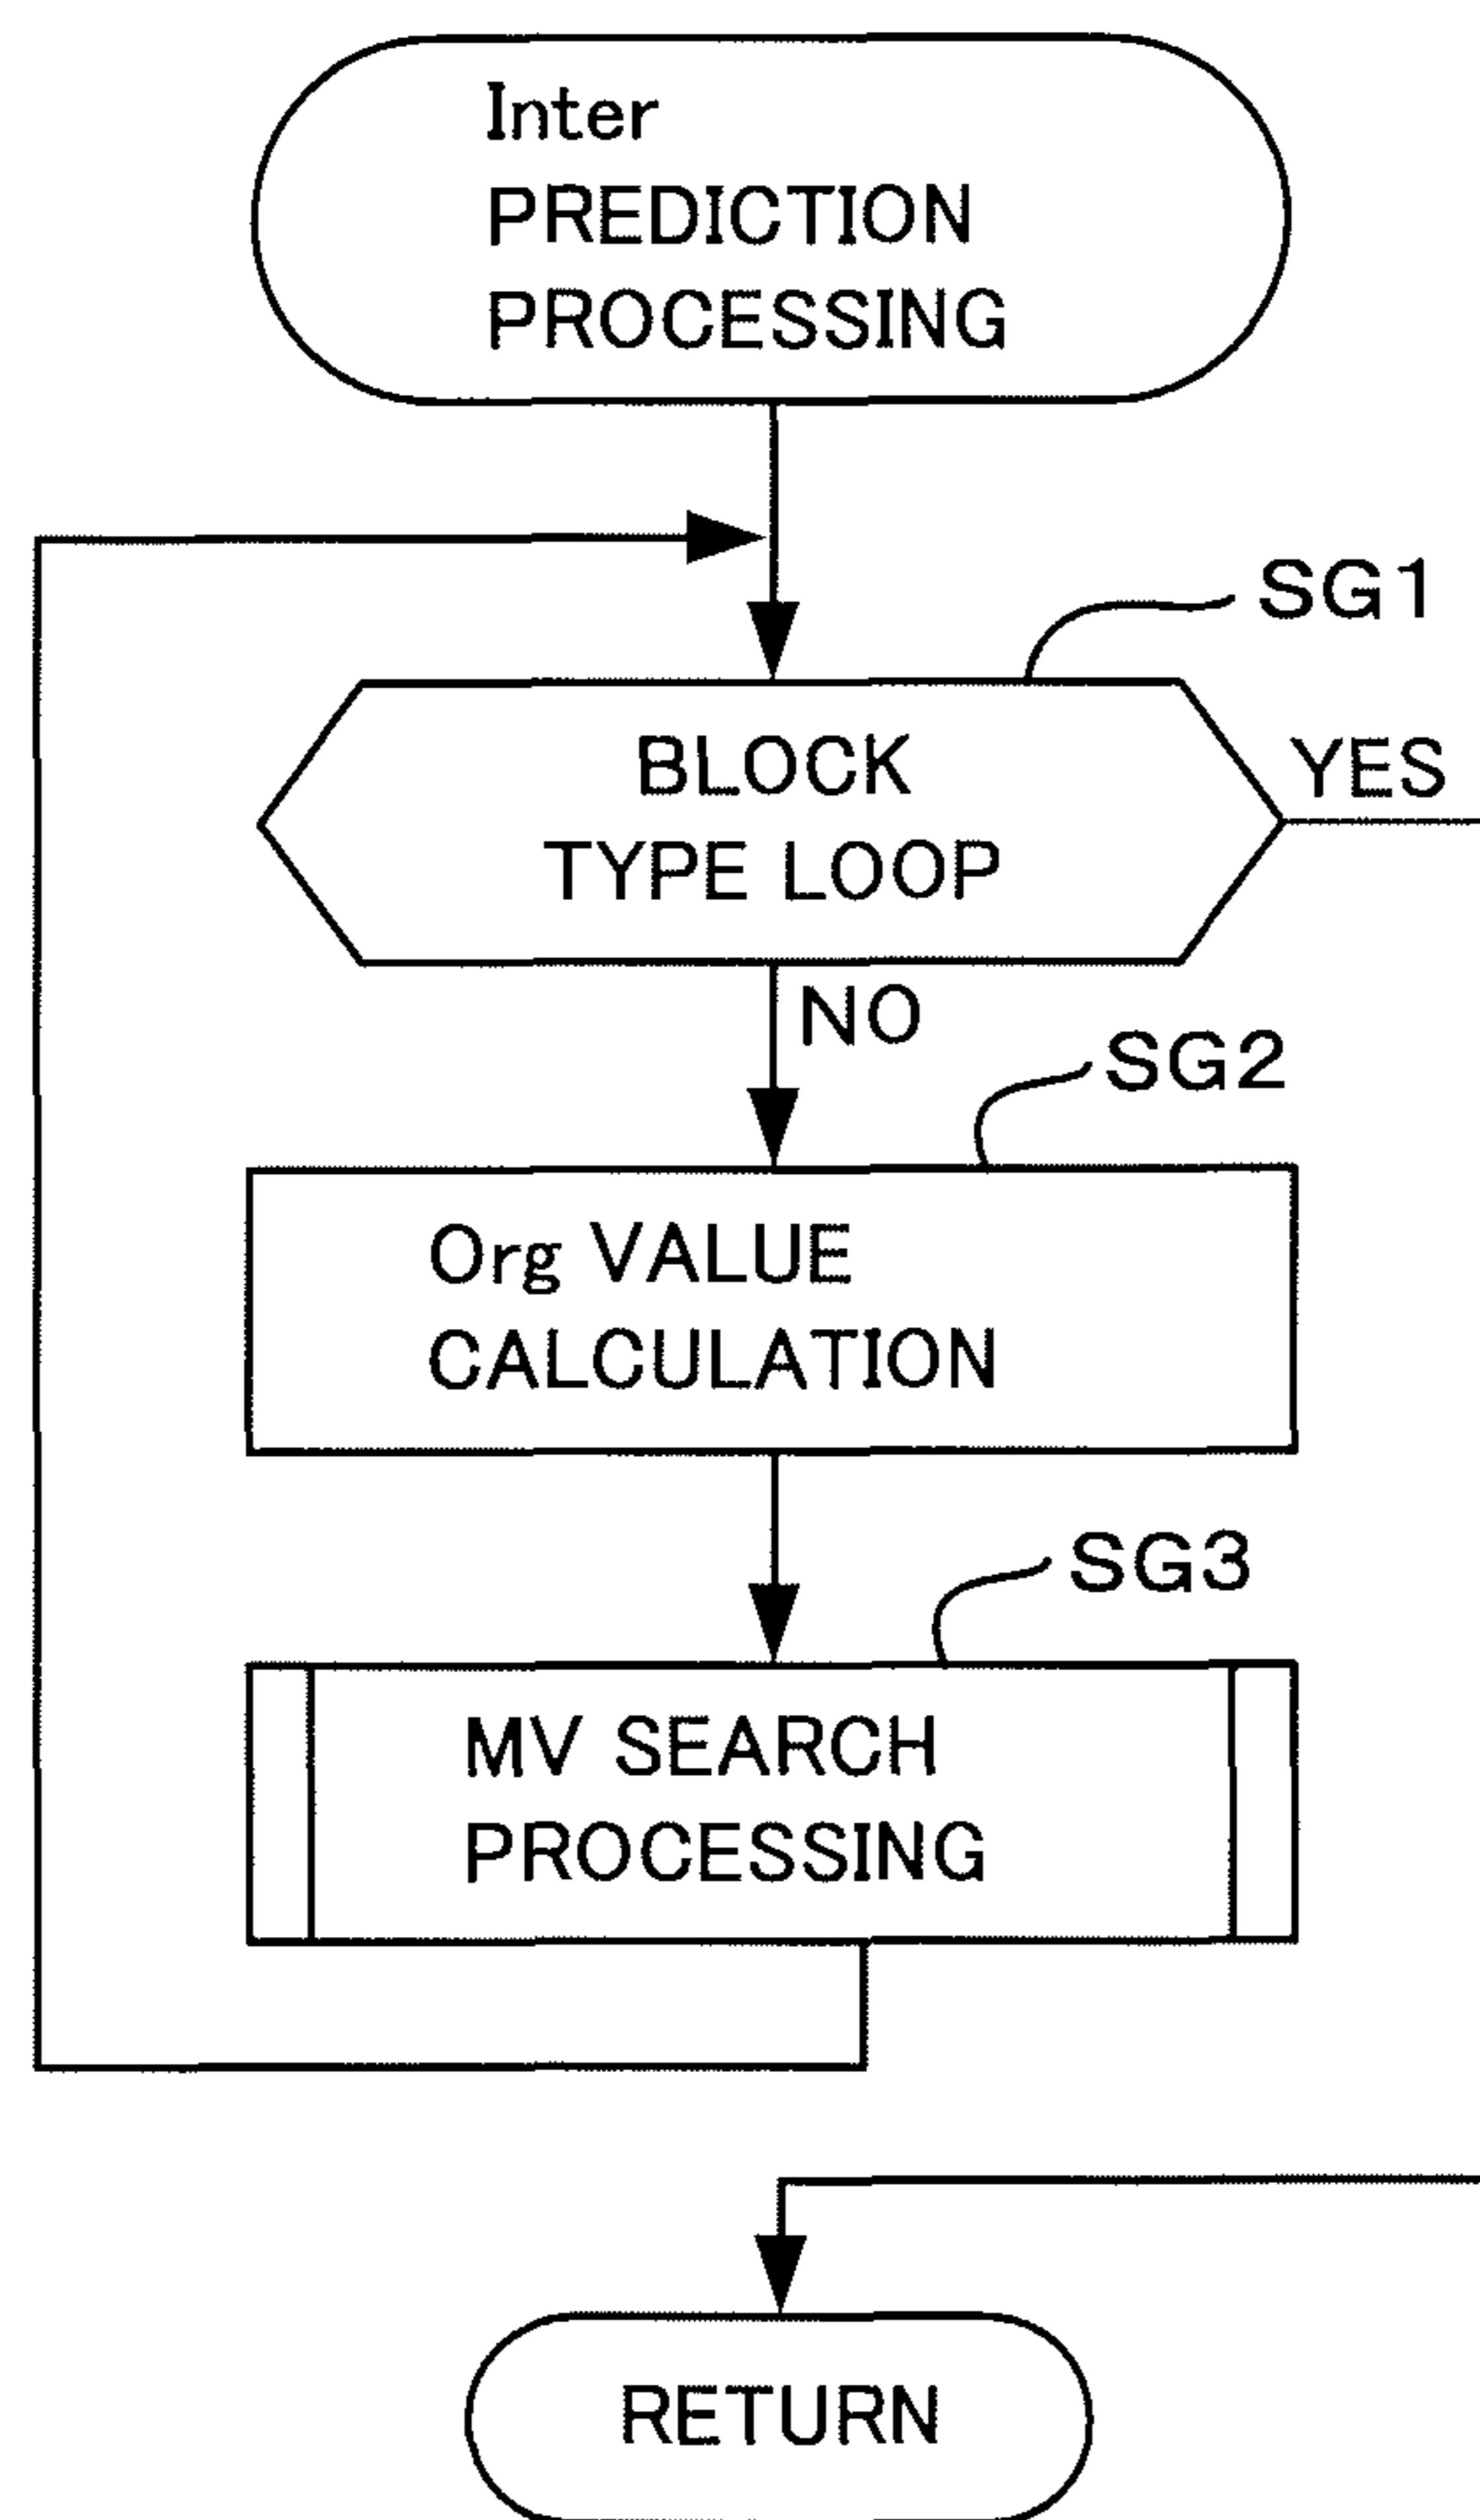 Inter
PREDICTION
PROCESSING
SG1
BLOCK
TYPE LOOP
YES
NO
SG2
Org VALUE
CALCULATION
SG3
MV SEARCH
PROCESSING
RETURN